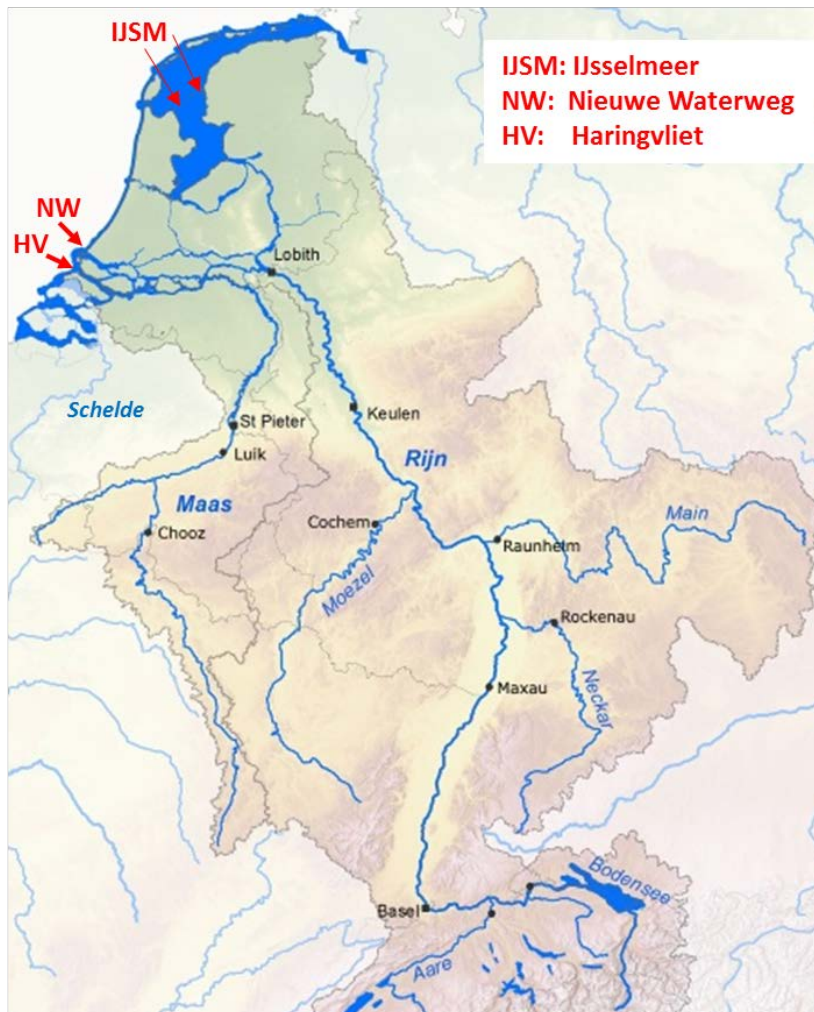 IJSM
IJSM: IJsselmeer
NW: Nieuwe Waterweg
HV: Haringvliet
NW
HV
Lobith
Schelde
Keulen
St Pieter
Luik
Rijn
Maas
Chooz
Cochem
Main
Raunheim
Moezel
Rockenau
Neckar
Maxau
Bodensee
Basel
Aare